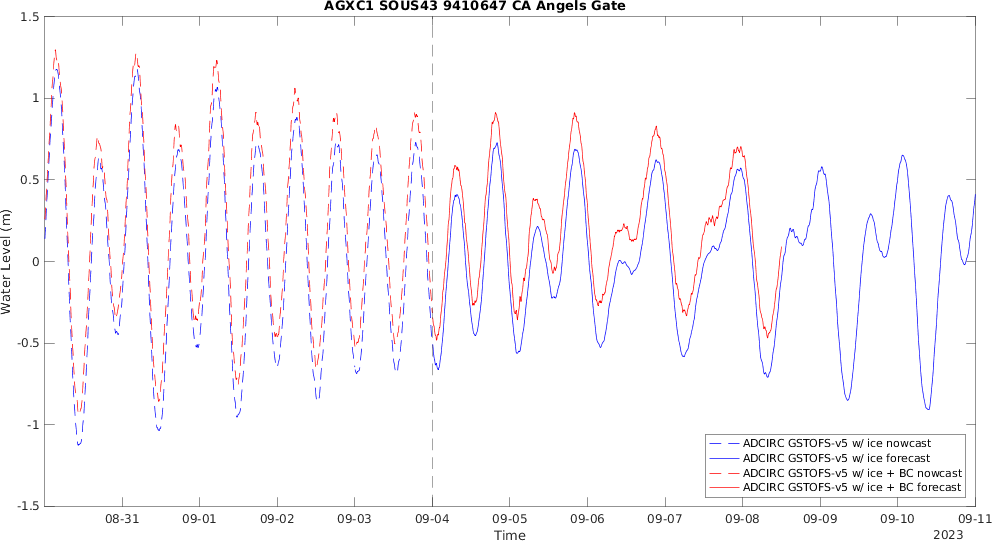 AGXC1 SOUS43 9410647 CA Angels Gate
1.5
1
0.5
0
-0.5
-1
-1.5
Water Level (m)
ADCIRC GSTOFS-v5 w/ ice nowcast
ADCIRC GSTOFS-v5 w/ ice forecast
ADCIRC GSTOFS-v5 w/ ice + BC nowcast
ADCIRC GSTOFS-v5 w/ ice + BC forecast
08-31 09-01 09-02 09-03 09-04 09-05 09-06 09-07 09-08 09-09 09-10 09-11
Time
2023